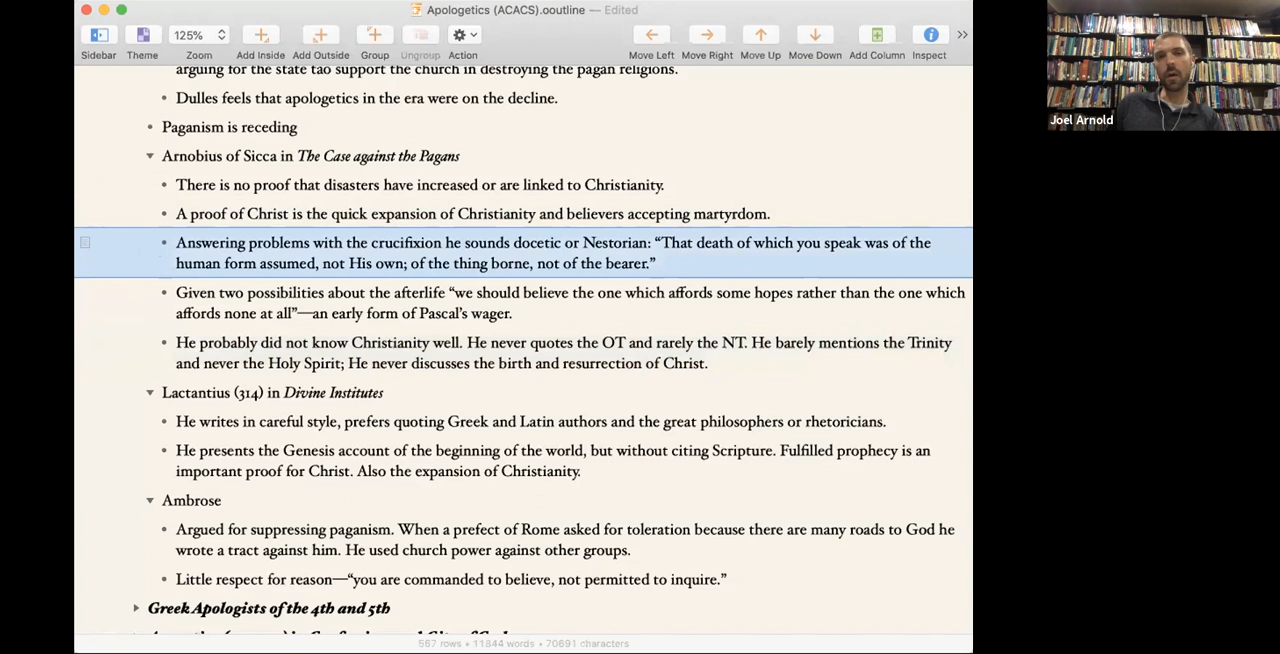 Apologetics (ACACS).ooutline — Edited
125%
Sidebar Theme Zoom Add Inside Add Outside Group Ungroup Action Move Left Move Right Move Up Move Down Add Column Inspect
Joel Arnold
arguing for the state tao support the church in destroying the pagan religions.
• Dulles feels that apologetics in the era were on the decline.
• Paganism is receding
Arnobius of Sicca in The Case against the Pagans
• There is no proof that disasters have increased or are linked to Christianity.
• A proof of Christ is the quick expansion of Christianity and believers accepting martyrdom.
• Answering problems with the crucifixion he sounds docetic or Nestorian: “That death of which you speak was of the
human form assumed, not His own; of the thing borne, not of the bearer.”
• Given two possibilities about the afterlife “we should believe the one which affords some hopes rather than the one which
affords none at all”—an early form of Pascal’s wager.
• He probably did not know Christianity well. He never quotes the OT and rarely the NT. He barely mentions the Trinity
and never the Holy Spirit; He never discusses the birth and resurrection of Christ.
Lactantius (314) in Divine Institutes
• He writes in careful style, prefers quoting Greek and Latin authors and the great philosophers or rhetoricians.
• He presents the Genesis account of the beginning of the world, but without citing Scripture. Fulfilled prophecy is an
important proof for Christ. Also the expansion of Christianity.
Ambrose
• Argued for suppressing paganism. When a prefect of Rome asked for toleration because there are many roads to God he
wrote a tract against him. He used church power against other groups.
• Little respect for reason—“you are commanded to believe, not permitted to inquire.”
Greek Apologists of the 4th and 5th
567 rows • 11844 words • 70691 characters